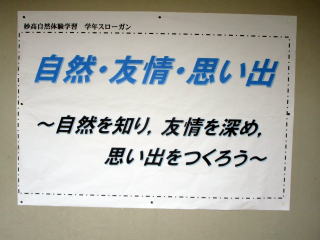 妙高自然体験学習 学年スローガン
自然・友情・思い出
～自然を知り，友情を深め，
思い出をつくろう～